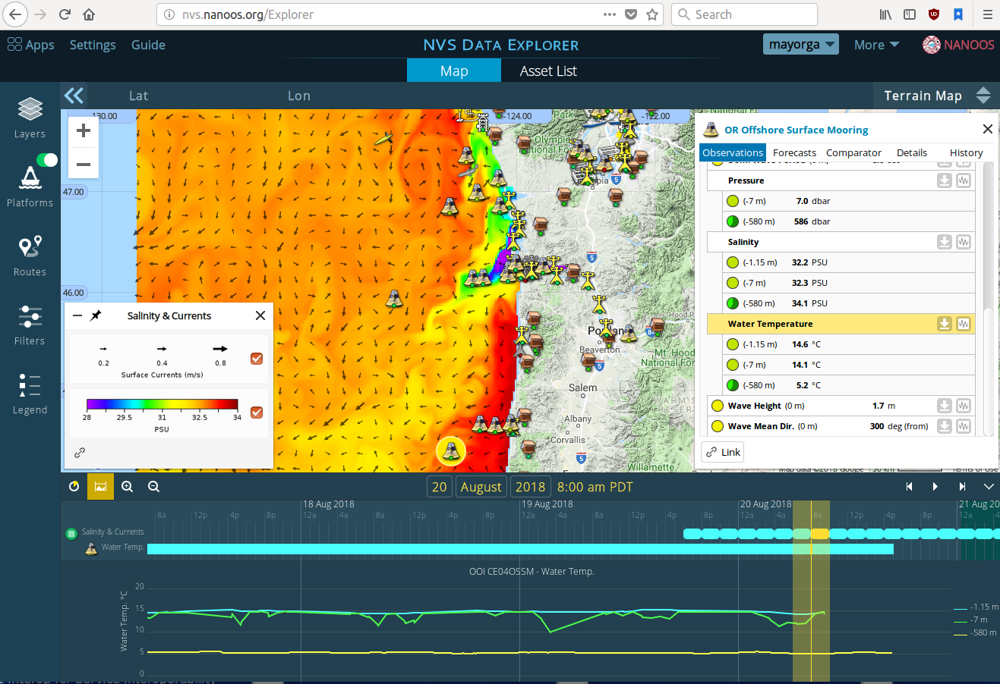 nvs.nanoos.org/Explorer
Search
Apps
Settings
Guide
NVS DATA EXPLORER
mayorga
More
NANOOS
Map
Asset List
Lat
Lon
Terrain Map
Layers
Platforms
Routes
Filters
Legend
130.00
-124.00
-122.00
47.00
46.00
Olympic
National Fo
5
5
Beaverton
5
Mt. Hood
National For
Salem
Albany
Corvallis
5
Willamette
Salinity & Currents
0.2 0.4 0.8
Surface Currents (m/s)
28 29.5 31 32.5 34
PSU
OR Offshore Surface Mooring
Observations
Forecasts
Comparator
Details
History
Pressure
(-7 m) 7.0 dbar
(-580 m) 586 dbar
Salinity
(-1.15 m) 32.2 PSU
(-7 m) 32.3 PSU
(-580 m) 34.1 PSU
Water Temperature
(-1.15 m) 14.6 °C
(-7 m) 14.1 °C
(-580 m) 5.2 °C
Wave Height (0 m) 1.7 m
Wave Mean Dir. (0 m) 300 deg (from)
Link
20 August 2018 8:00 am PDT
18 Aug 2018 19 Aug 2018 20 Aug 2018 21 Aug 20
8a 12p 4p 8p 12a 4a 8a 12p 4p 8p 12a 4a 8a 12p 4p 8p 12a 4a 8a 12p 4p 8p 12a 4
Salinity & Currents
Water Temp.
OOI CE04OSSM - Water Temp.
Water Temp. °C
20
15
10
5
0
-1.15 m
-7 m
-580 m